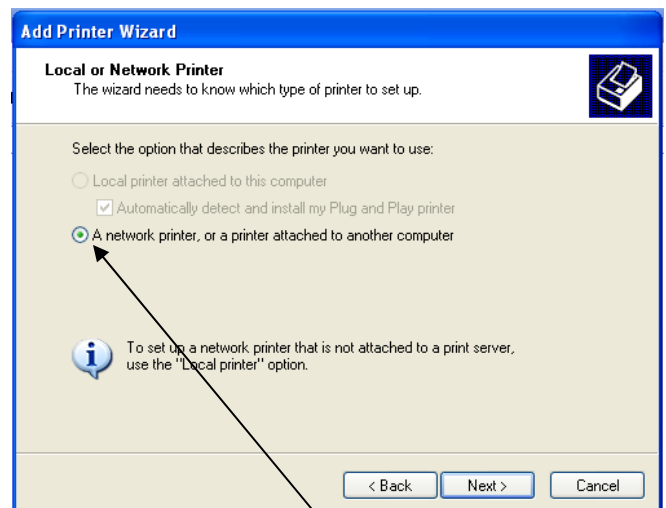 Add Printer Wizard
Local or Network Printer
The wizard needs to know which type of printer to set up.
Select the option that describes the printer you want to use:
Local printer attached to this computer
Automatically detect and install my Plug and Play printer
A network printer, or a printer attached to another computer
To set up a network printer that is not attached to a print server,
use the "Local printer" option.
< Back Next > Cancel